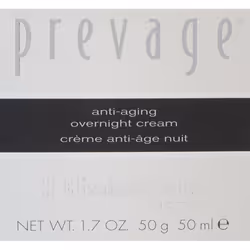 prevage
anti-aging
overnight cream
crème anti-âge nuit
NET WT. 1.7 OZ. 50 g 50 ml ℮